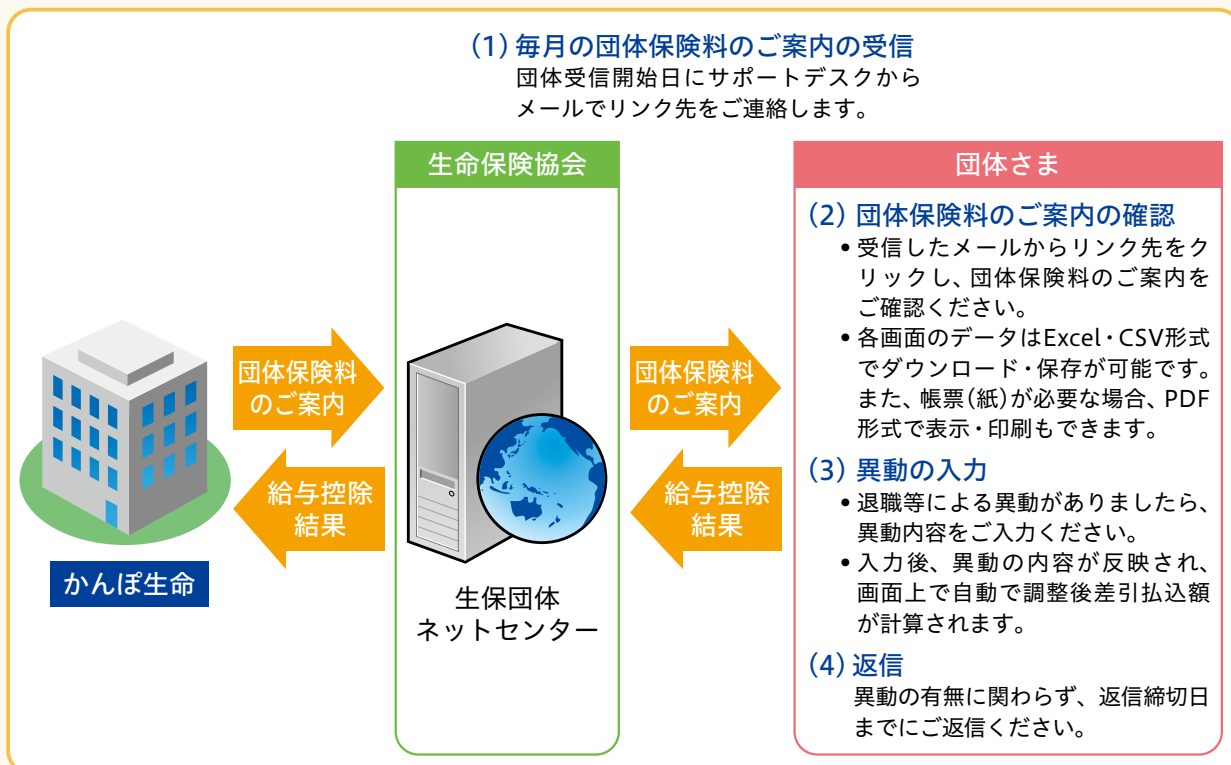 (1) 毎月の団体保険料のご案内の受信
団体受信開始日にサポートデスクから
メールでリンク先をご連絡します。
かんぽ生命
団体保険料
のご案内
給与控除
結果
生命保険協会
生保団体
ネットセンター
団体保険料
のご案内
給与控除
結果
団体さま
(2) 団体保険料のご案内の確認
• 受信したメールからリンク先をク
リックし、団体保険料のご案内を
ご確認ください。
• 各画面のデータはExcel・CSV形式
でダウンロード・保存が可能です。
また、帳票(紙)が必要な場合、PDF
形式で表示・印刷もできます。
(3) 異動の入力
• 退職等による異動がありましたら、
異動内容をご入力ください。
• 入力後、異動の内容が反映され、
画面上で自動で調整後差引払込額
が計算されます。
(4) 返信
異動の有無に関わらず、返信締切日
までにご返信ください。